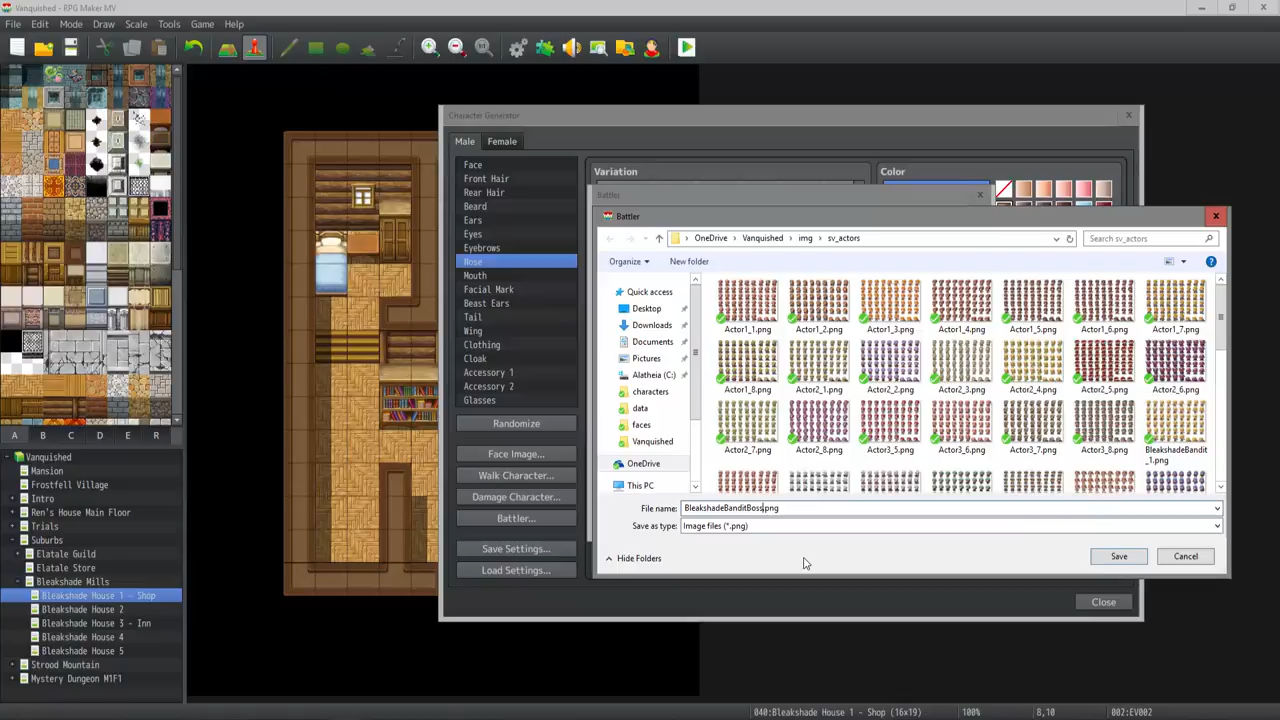 Vanquished - RPG Maker MV
File Edit Mode Draw Scale Tools Game Help
A B C D E R
Vanquished
Mansion
Frostfell Village
Intro
Ren's House Main Floor
Trials
Suburbs
Elatale Guild
Elatale Store
Bleakshade Mills
Bleakshade House 1 - Shop
Bleakshade House 2
Bleakshade House 3 - Inn
Bleakshade House 4
Bleakshade House 5
Strood Mountain
Mystery Dungeon M1F1
Character Generator
Male Female
Face
Front Hair
Rear Hair
Beard
Ears
Eyes
Eyebrows
Nose
Mouth
Facial Mark
Beast Ears
Tail
Wing
Clothing
Cloak
Accessory 1
Accessory 2
Glasses
Randomize
Face Image...
Walk Character...
Damage Character...
Battler...
Save Settings...
Load Settings...
Variation
Color
Battler
Battler
OneDrive > Vanquished > img > sv_actors
Search sv_actors
Organize
New folder
Quick access
Desktop
Downloads
Documents
Pictures
Alatheia (C:)
characters
data
faces
Vanquished
OneDrive
This PC
Actor1_1.png Actor1_2.png Actor1_3.png Actor1_4.png Actor1_5.png Actor1_6.png Actor1_7.png
Actor1_8.png Actor2_1.png Actor2_2.png Actor2_3.png Actor2_4.png Actor2_5.png Actor2_6.png
Actor2_7.png Actor2_8.png Actor3_5.png Actor3_6.png Actor3_7.png Actor3_8.png BleakshadeBandit
_1.png
File name: BleakshadeBanditBoss.png
Save as type: Image files (*.png)
Hide Folders
Save
Cancel
Close
040:Bleakshade House 1 - Shop (16x19) 100% 8,10 002:EV002